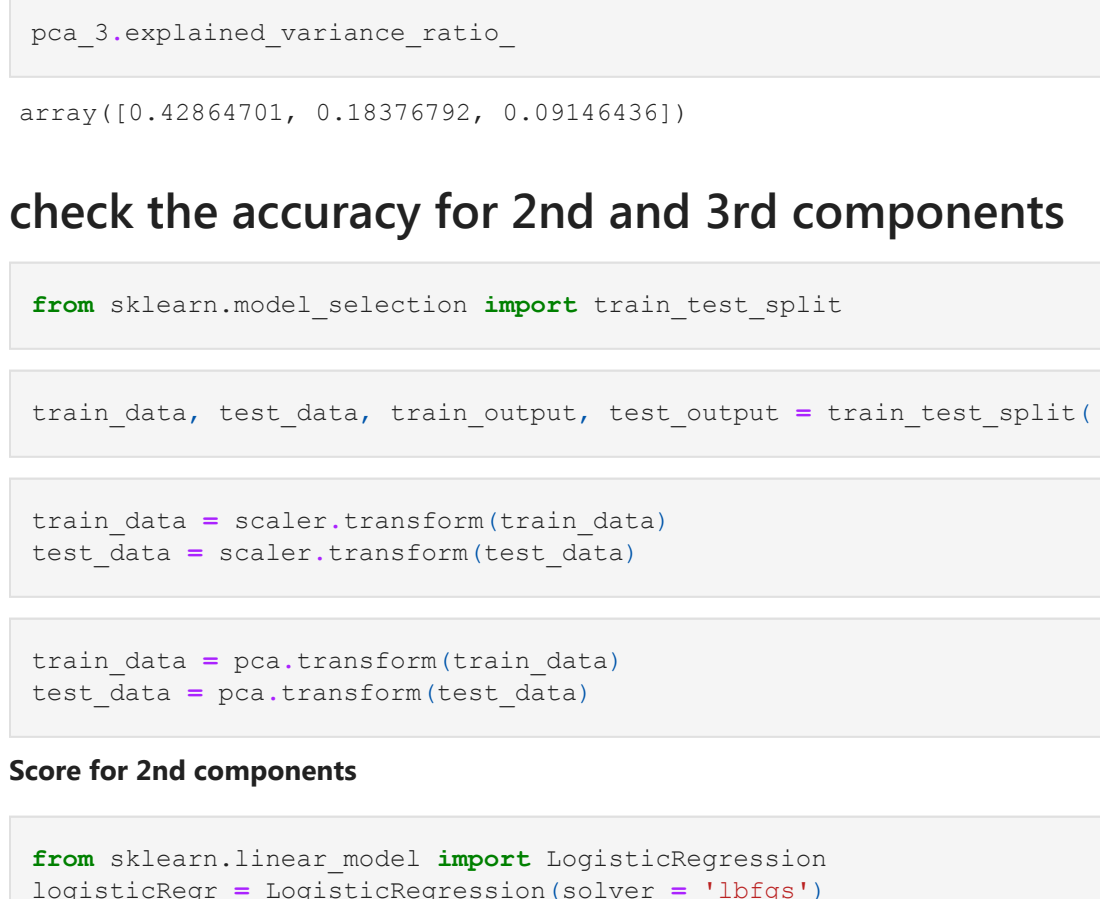 pca_3.explained_variance_ratio_
array([0.42864701, 0.18376792, 0.09146436])
check the accuracy for 2nd and 3rd components
from sklearn.model_selection import train_test_split
train_data, test_data, train_output, test_output = train_test_split(
train_data = scaler.transform(train_data)
test_data = scaler.transform(test_data)
train_data = pca.transform(train_data)
test_data = pca.transform(test_data)
Score for 2nd components
from sklearn.linear_model import LogisticRegression
logisticRegr = LogisticRegression(solver = 'lbfgs')